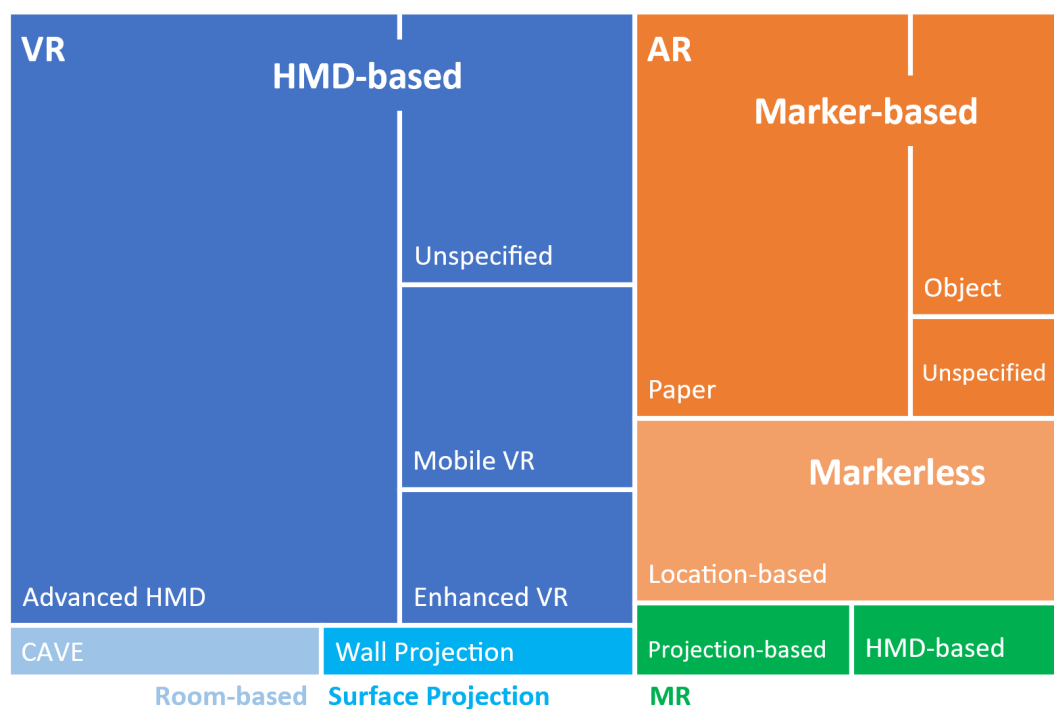 VR
HMD-based
Unspecified
Mobile VR
Advanced HMD
Enhanced VR
CAVE
Wall Projection
Room-based
Surface Projection
AR
Marker-based
Object
Paper
Unspecified
Markerless
Location-based
Projection-based
HMD-based
MR